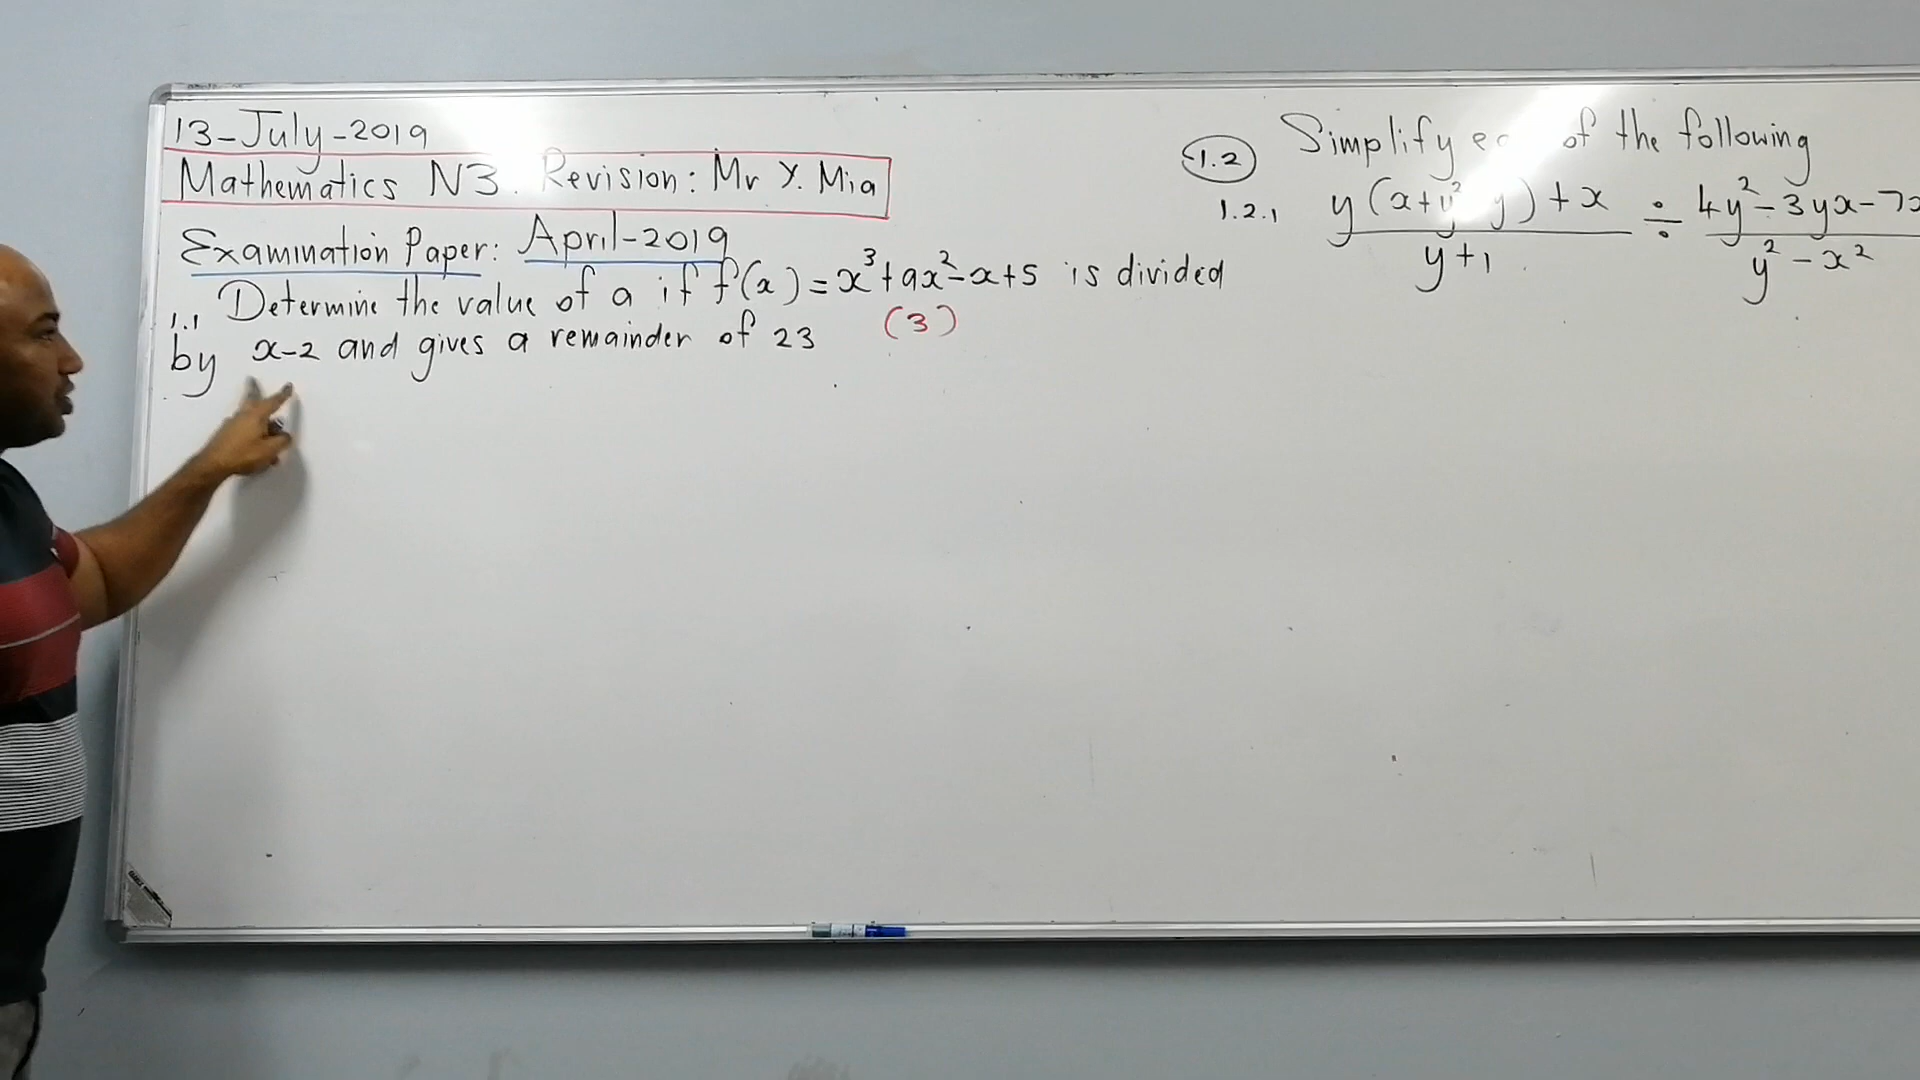 13-July-2019
Mathematics N3. Revision: Mr Y. Mia
Examination Paper: April-2019
1.1 Determine the value of a if f(x) = x³+ax²-x+5 is divided
by x-2 and gives a remainder of 23 (3)
1.2 Simplify of the following
1.2.1 y(x+y² y)+x ÷ 4y²-3yx-7
y+1 y²-x²